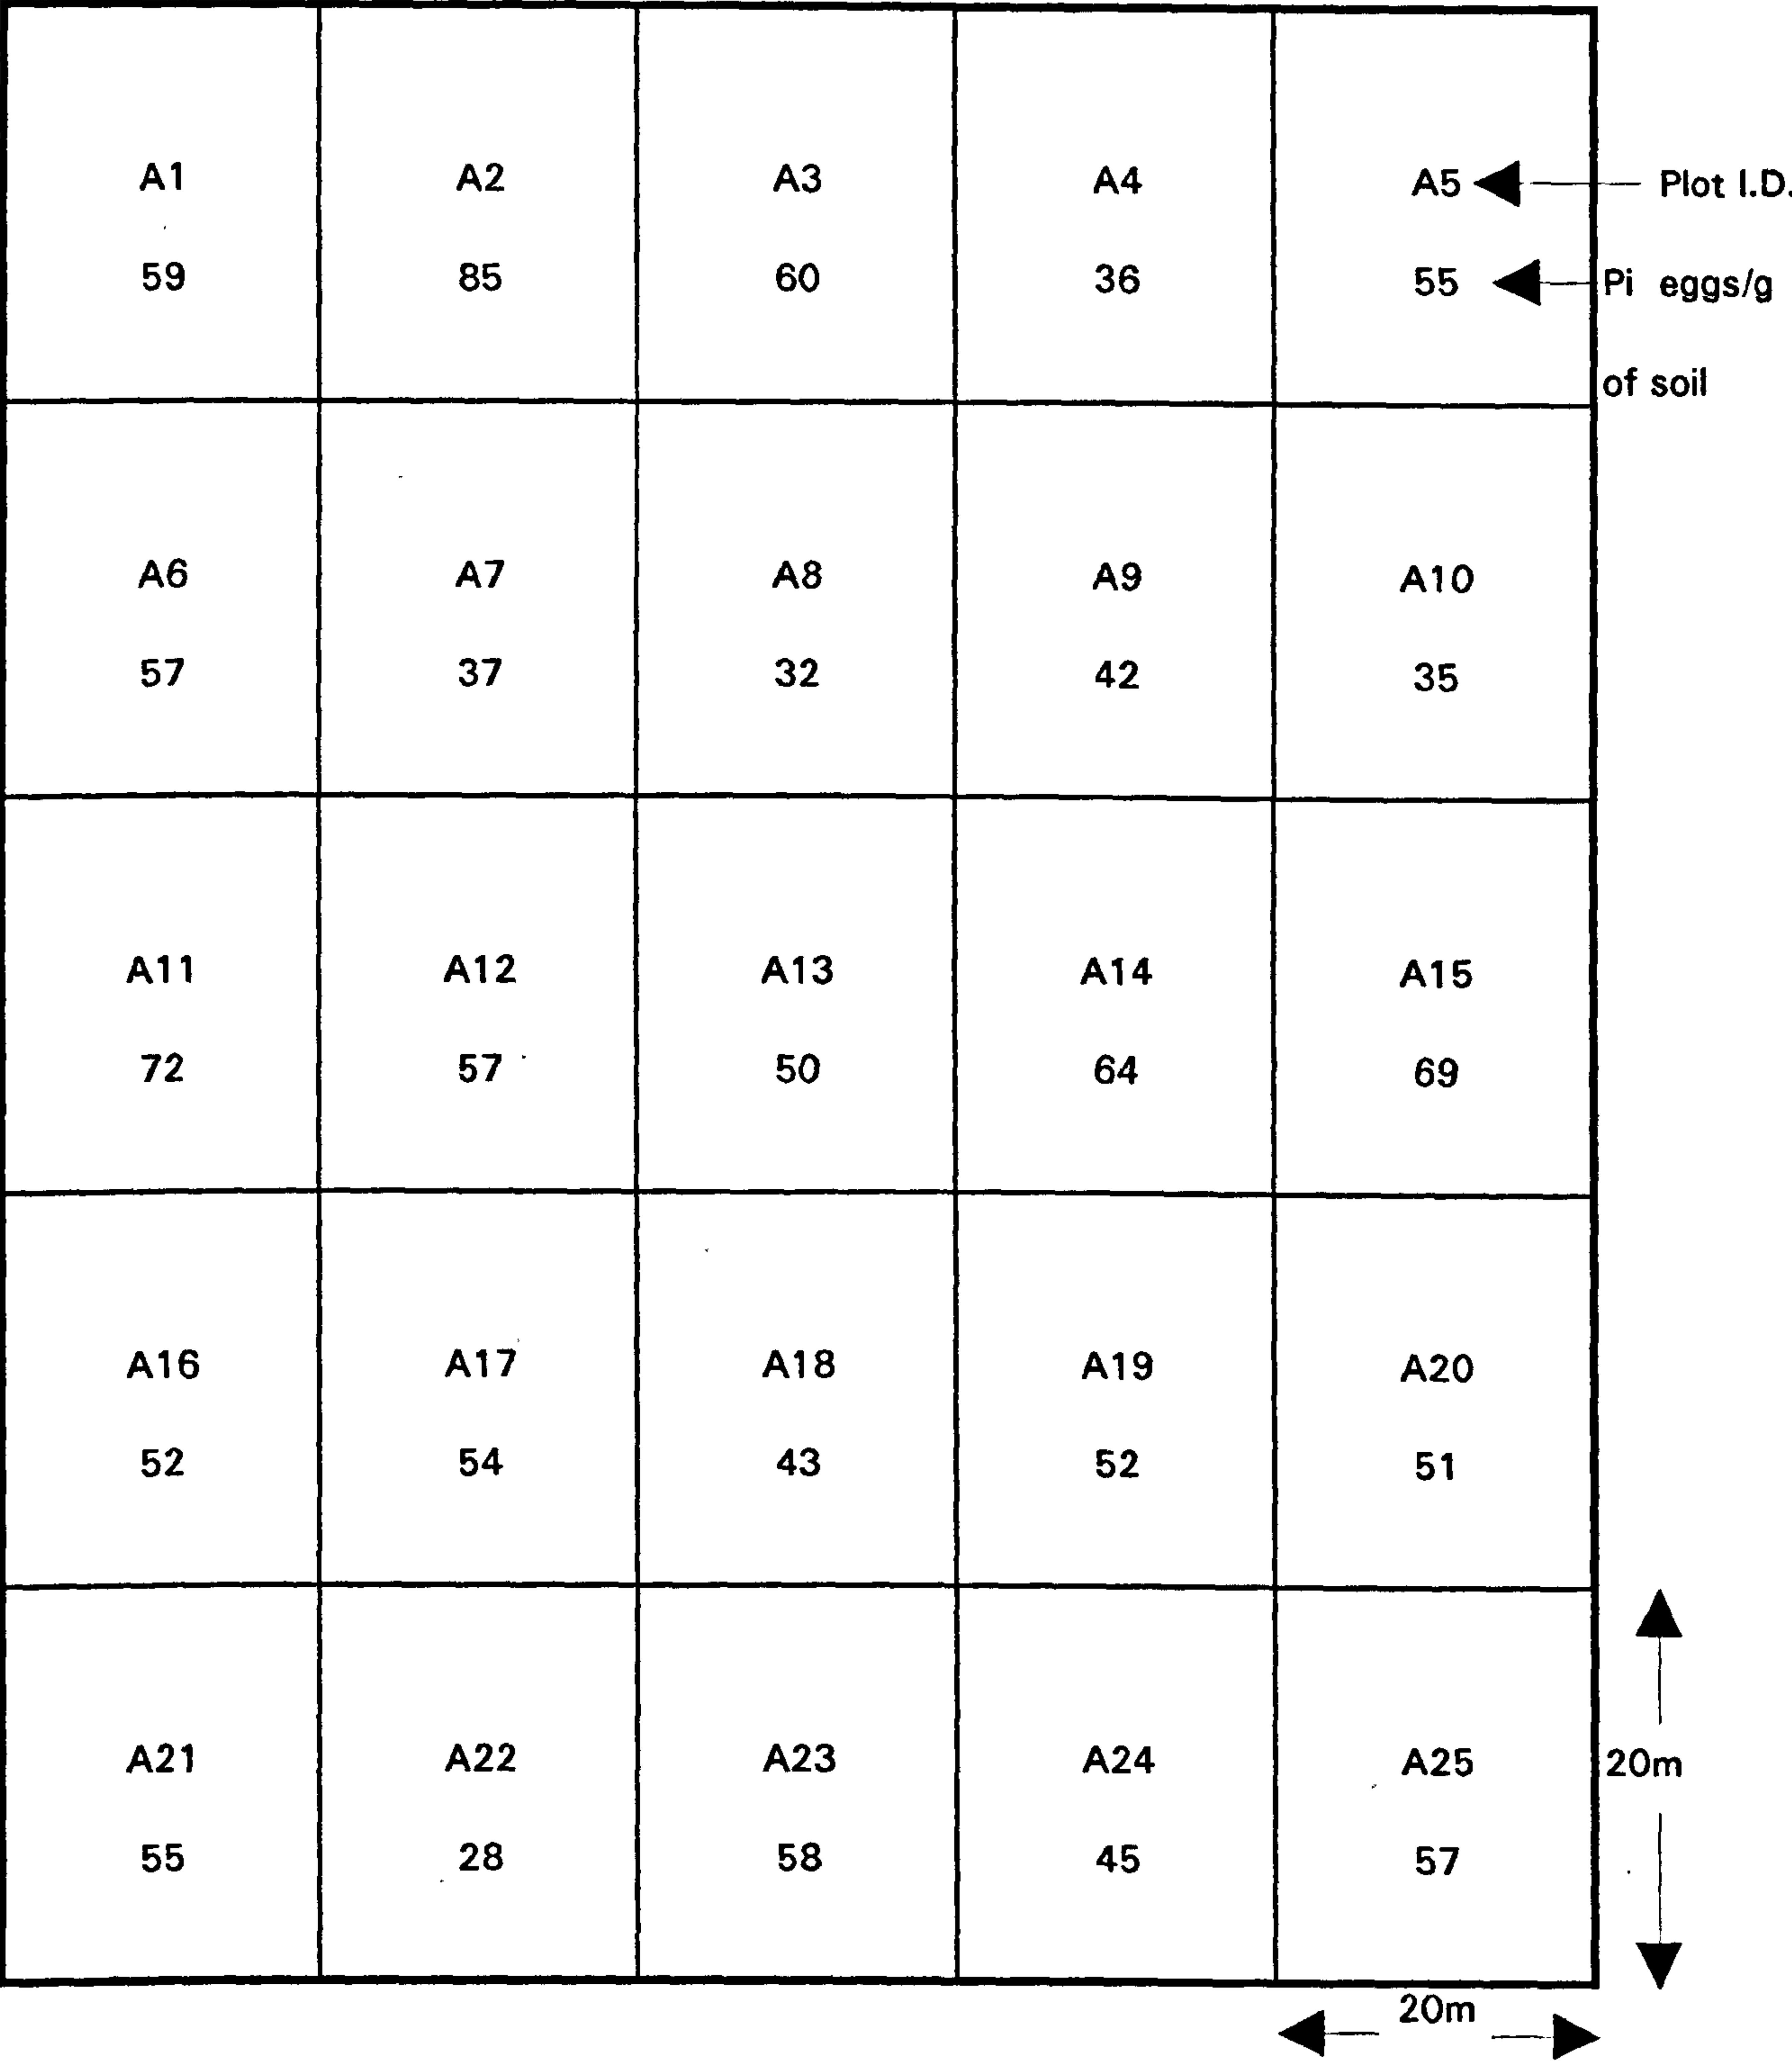 A1 A2 A3 A4 A5 Plot I.D.
59 85 60 36 55 Pi eggs/g
of soil
A6 A7 A8 A9 A10
57 37 32 42 35
A11 A12 A13 A14 A15
72 57 50 64 69
A16 A17 A18 A19 A20
52 54 43 52 51
A21 A22 A23 A24 A25 20m
55 28 58 45 57
20m